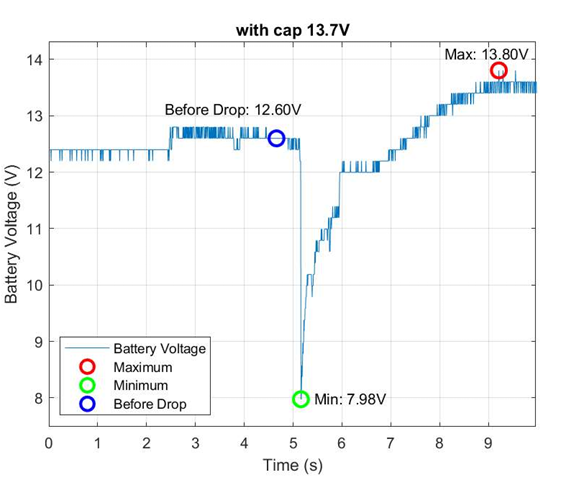 with cap 13.7V
Max: 13.80V
Before Drop: 12.60V
Min: 7.98V
Battery Voltage (V)
14
13
12
11
10
9
8
0 1 2 3 4 5 6 7 8 9
Time (s)
Battery Voltage
Maximum
Minimum
Before Drop